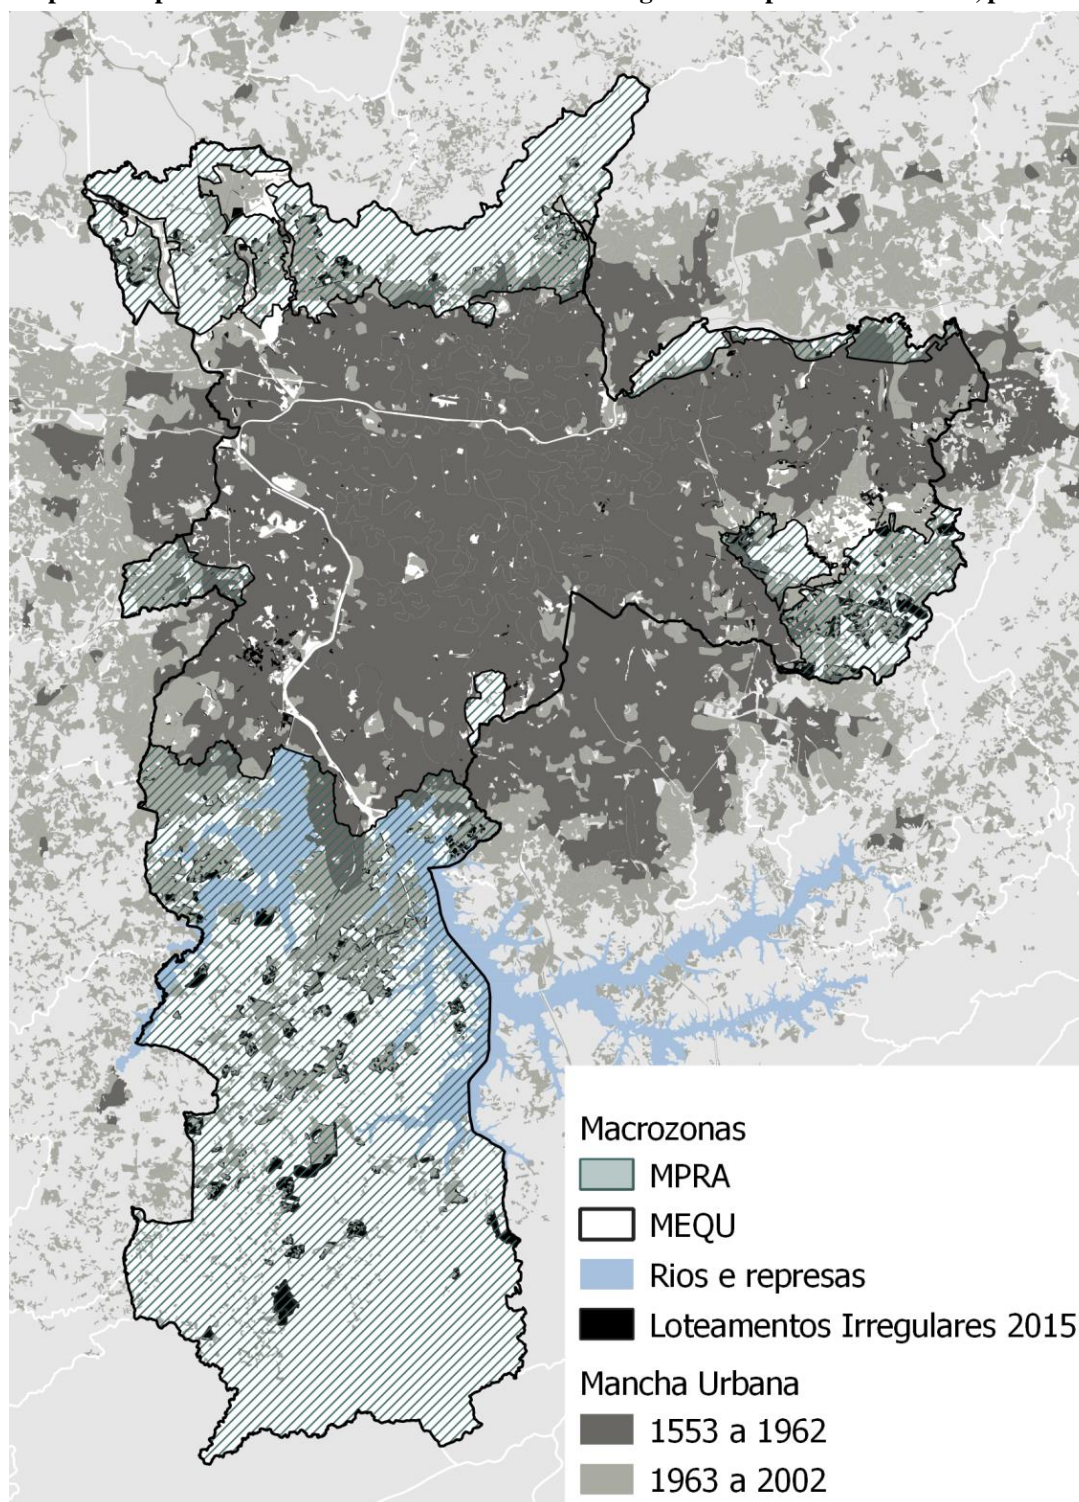 Macrozonas
MPRA
MEQU
Rios e represas
Loteamentos Irregulares 2015
Mancha Urbana
1553 a 1962
1963 a 2002